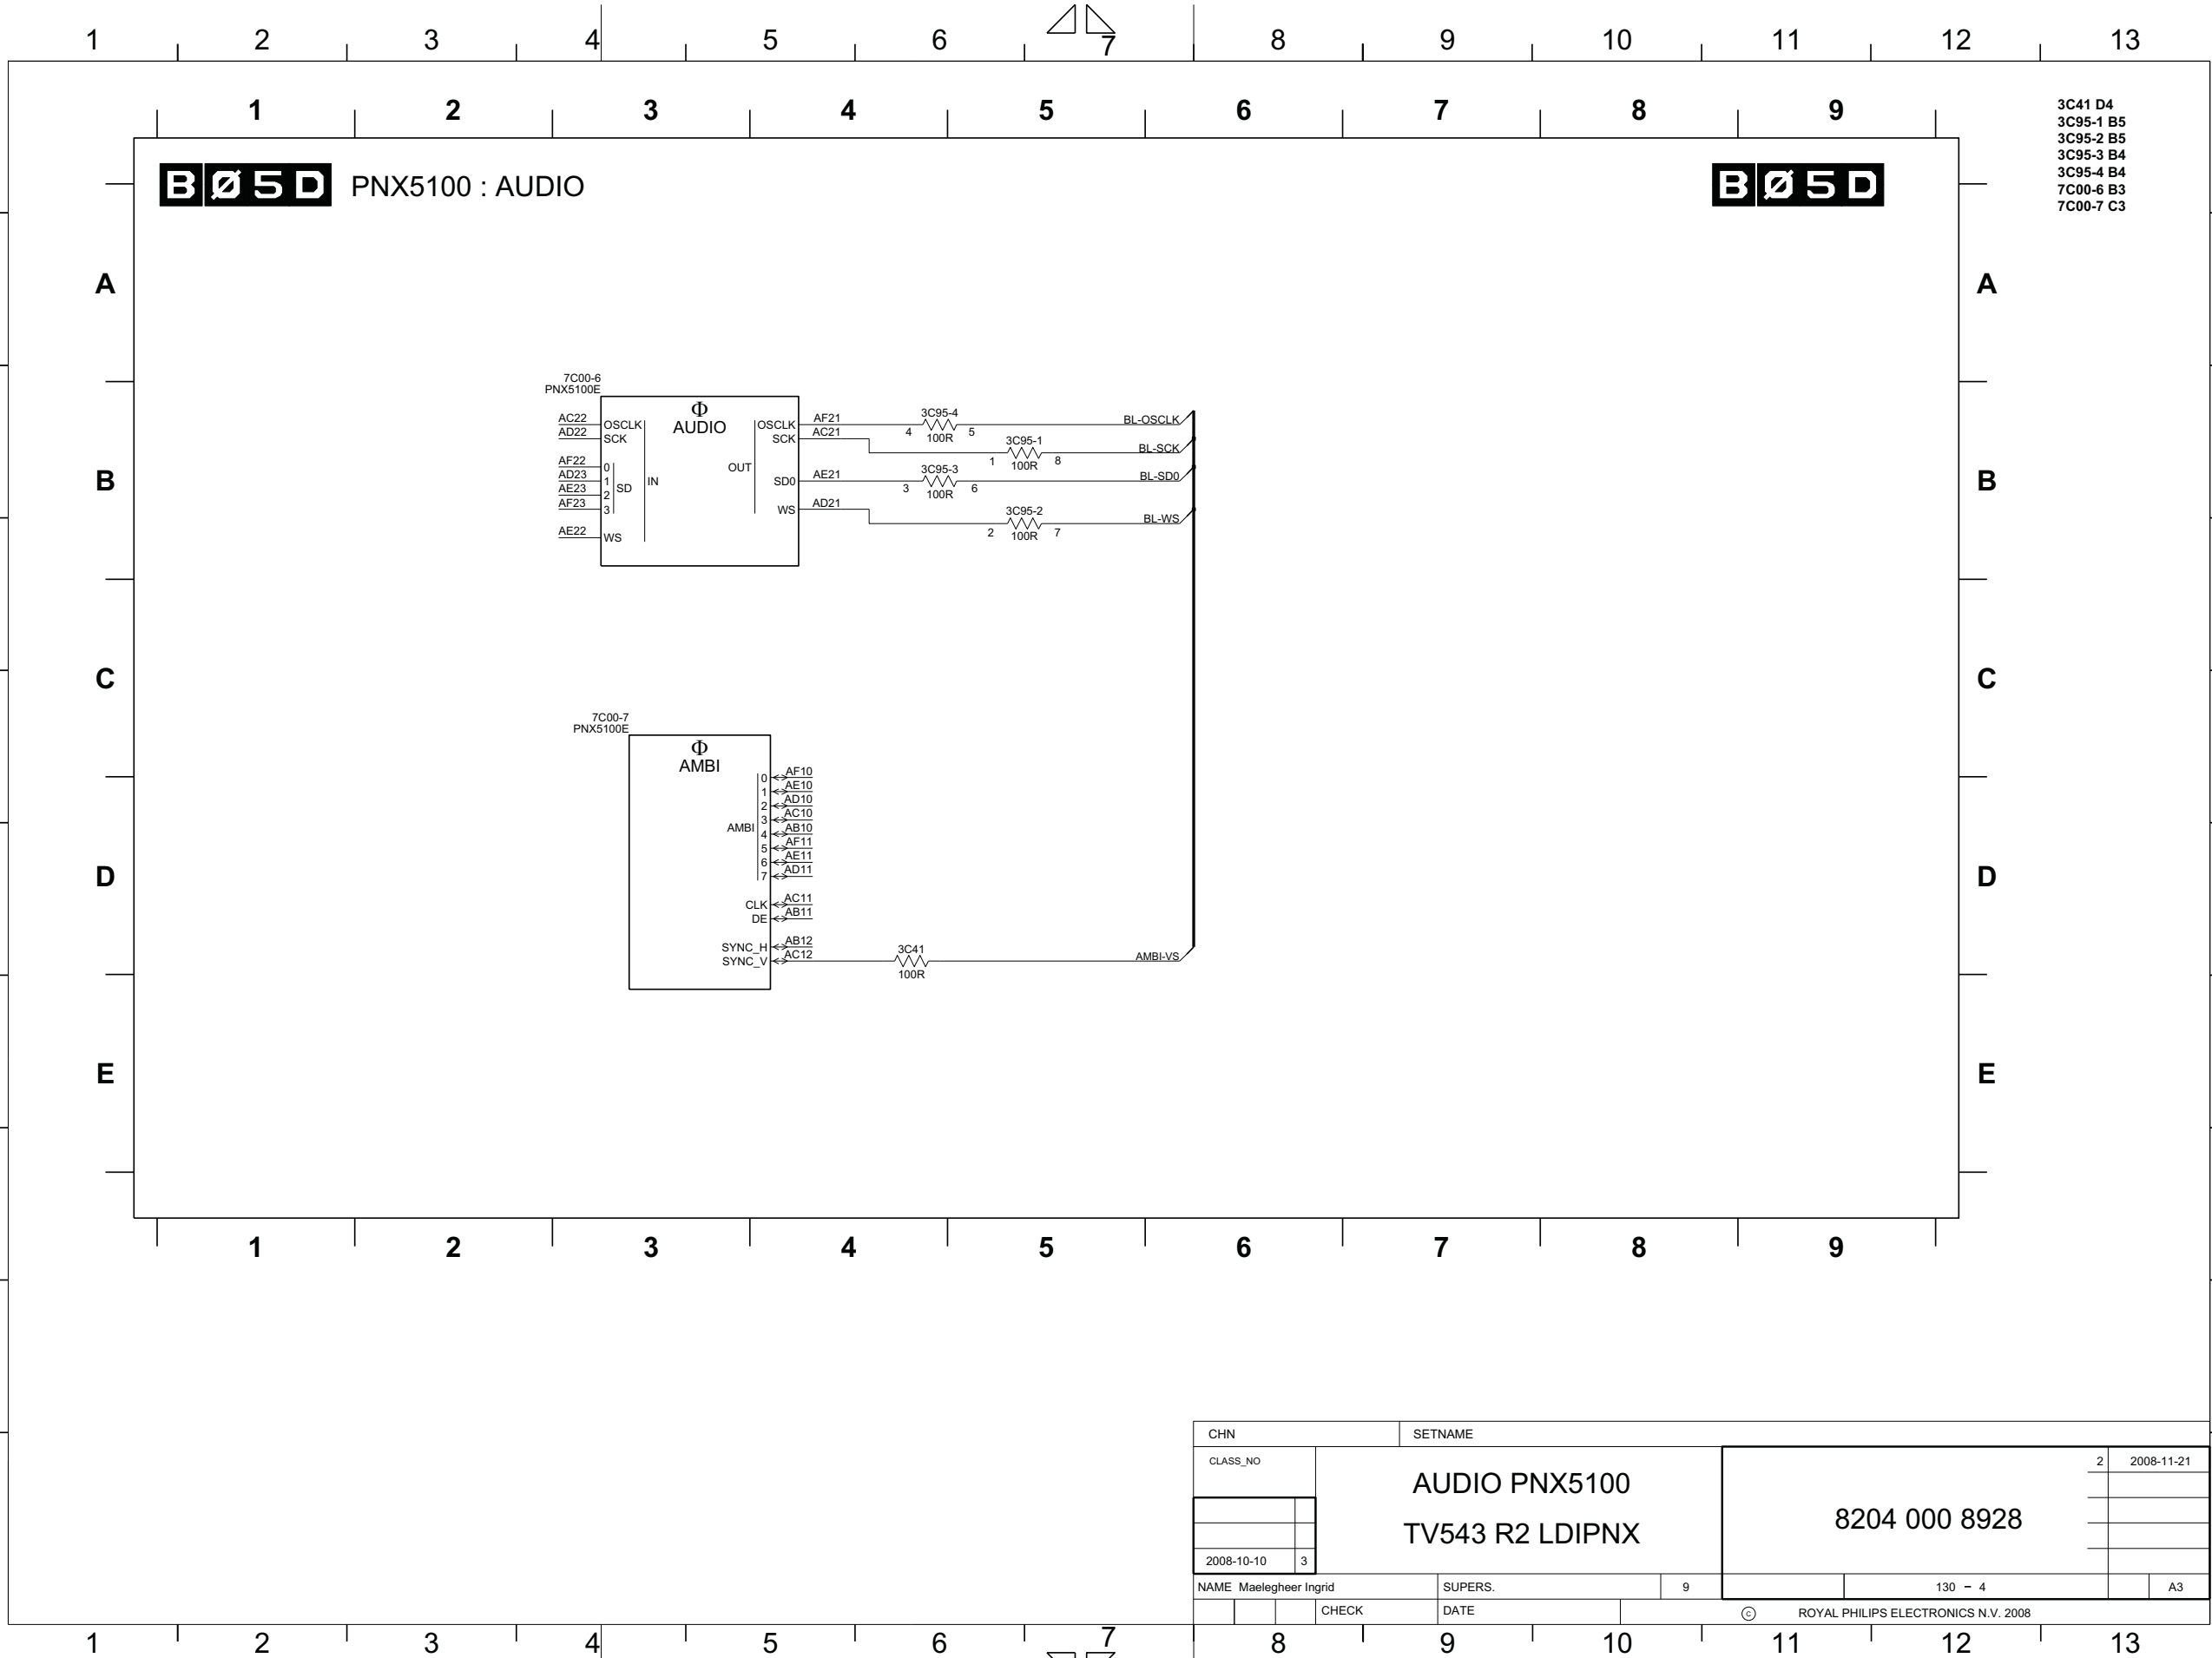 1 2 3 4 5 6 7 8 9 10 11 12 13
1 2 3 4 5 6 7 8 9
3C41 D4
3C95-1 B5
3C95-2 B5
3C95-3 B4
3C95-4 B4
7C00-6 B3
7C00-7 C3
BØ5D PNX5100 : AUDIO BØ5D
A A
7C00-6
PNX5100E
Φ
AUDIO
AC22 OSCLK OSCLK AF21 4 3C95-4 100R 5 BL-OSCLK
AD22 SCK SCK AC21 1 3C95-1 100R 8 BL-SCK
AF22 0
AD23 1
AE23 2
AF23 3
SD IN OUT
SD0 AE21 3 3C95-3 100R 6 BL-SD0
WS AD21 2 3C95-2 100R 7 BL-WS
AE22 WS
B B
C C
7C00-7
PNX5100E
Φ
AMBI
AMBI
0 AF10
1 AE10
2 AD10
3 AC10
4 AB10
5 AF11
6 AE11
7 AD11
CLK AC11
DE AB11
SYNC_H AB12
SYNC_V AC12 3C41 100R AMBI-VS
D D
E E
1 2 3 4 5 6 7 8 9
CHN SETNAME
CLASS_NO
AUDIO PNX5100
TV543 R2 LDIPNX
8204 000 8928
2 2008-11-21
2008-10-10 3
NAME Maelegheer Ingrid SUPERS. 9 130 - 4 A3
CHECK DATE © ROYAL PHILIPS ELECTRONICS N.V. 2008
1 2 3 4 5 6 7 8 9 10 11 12 13